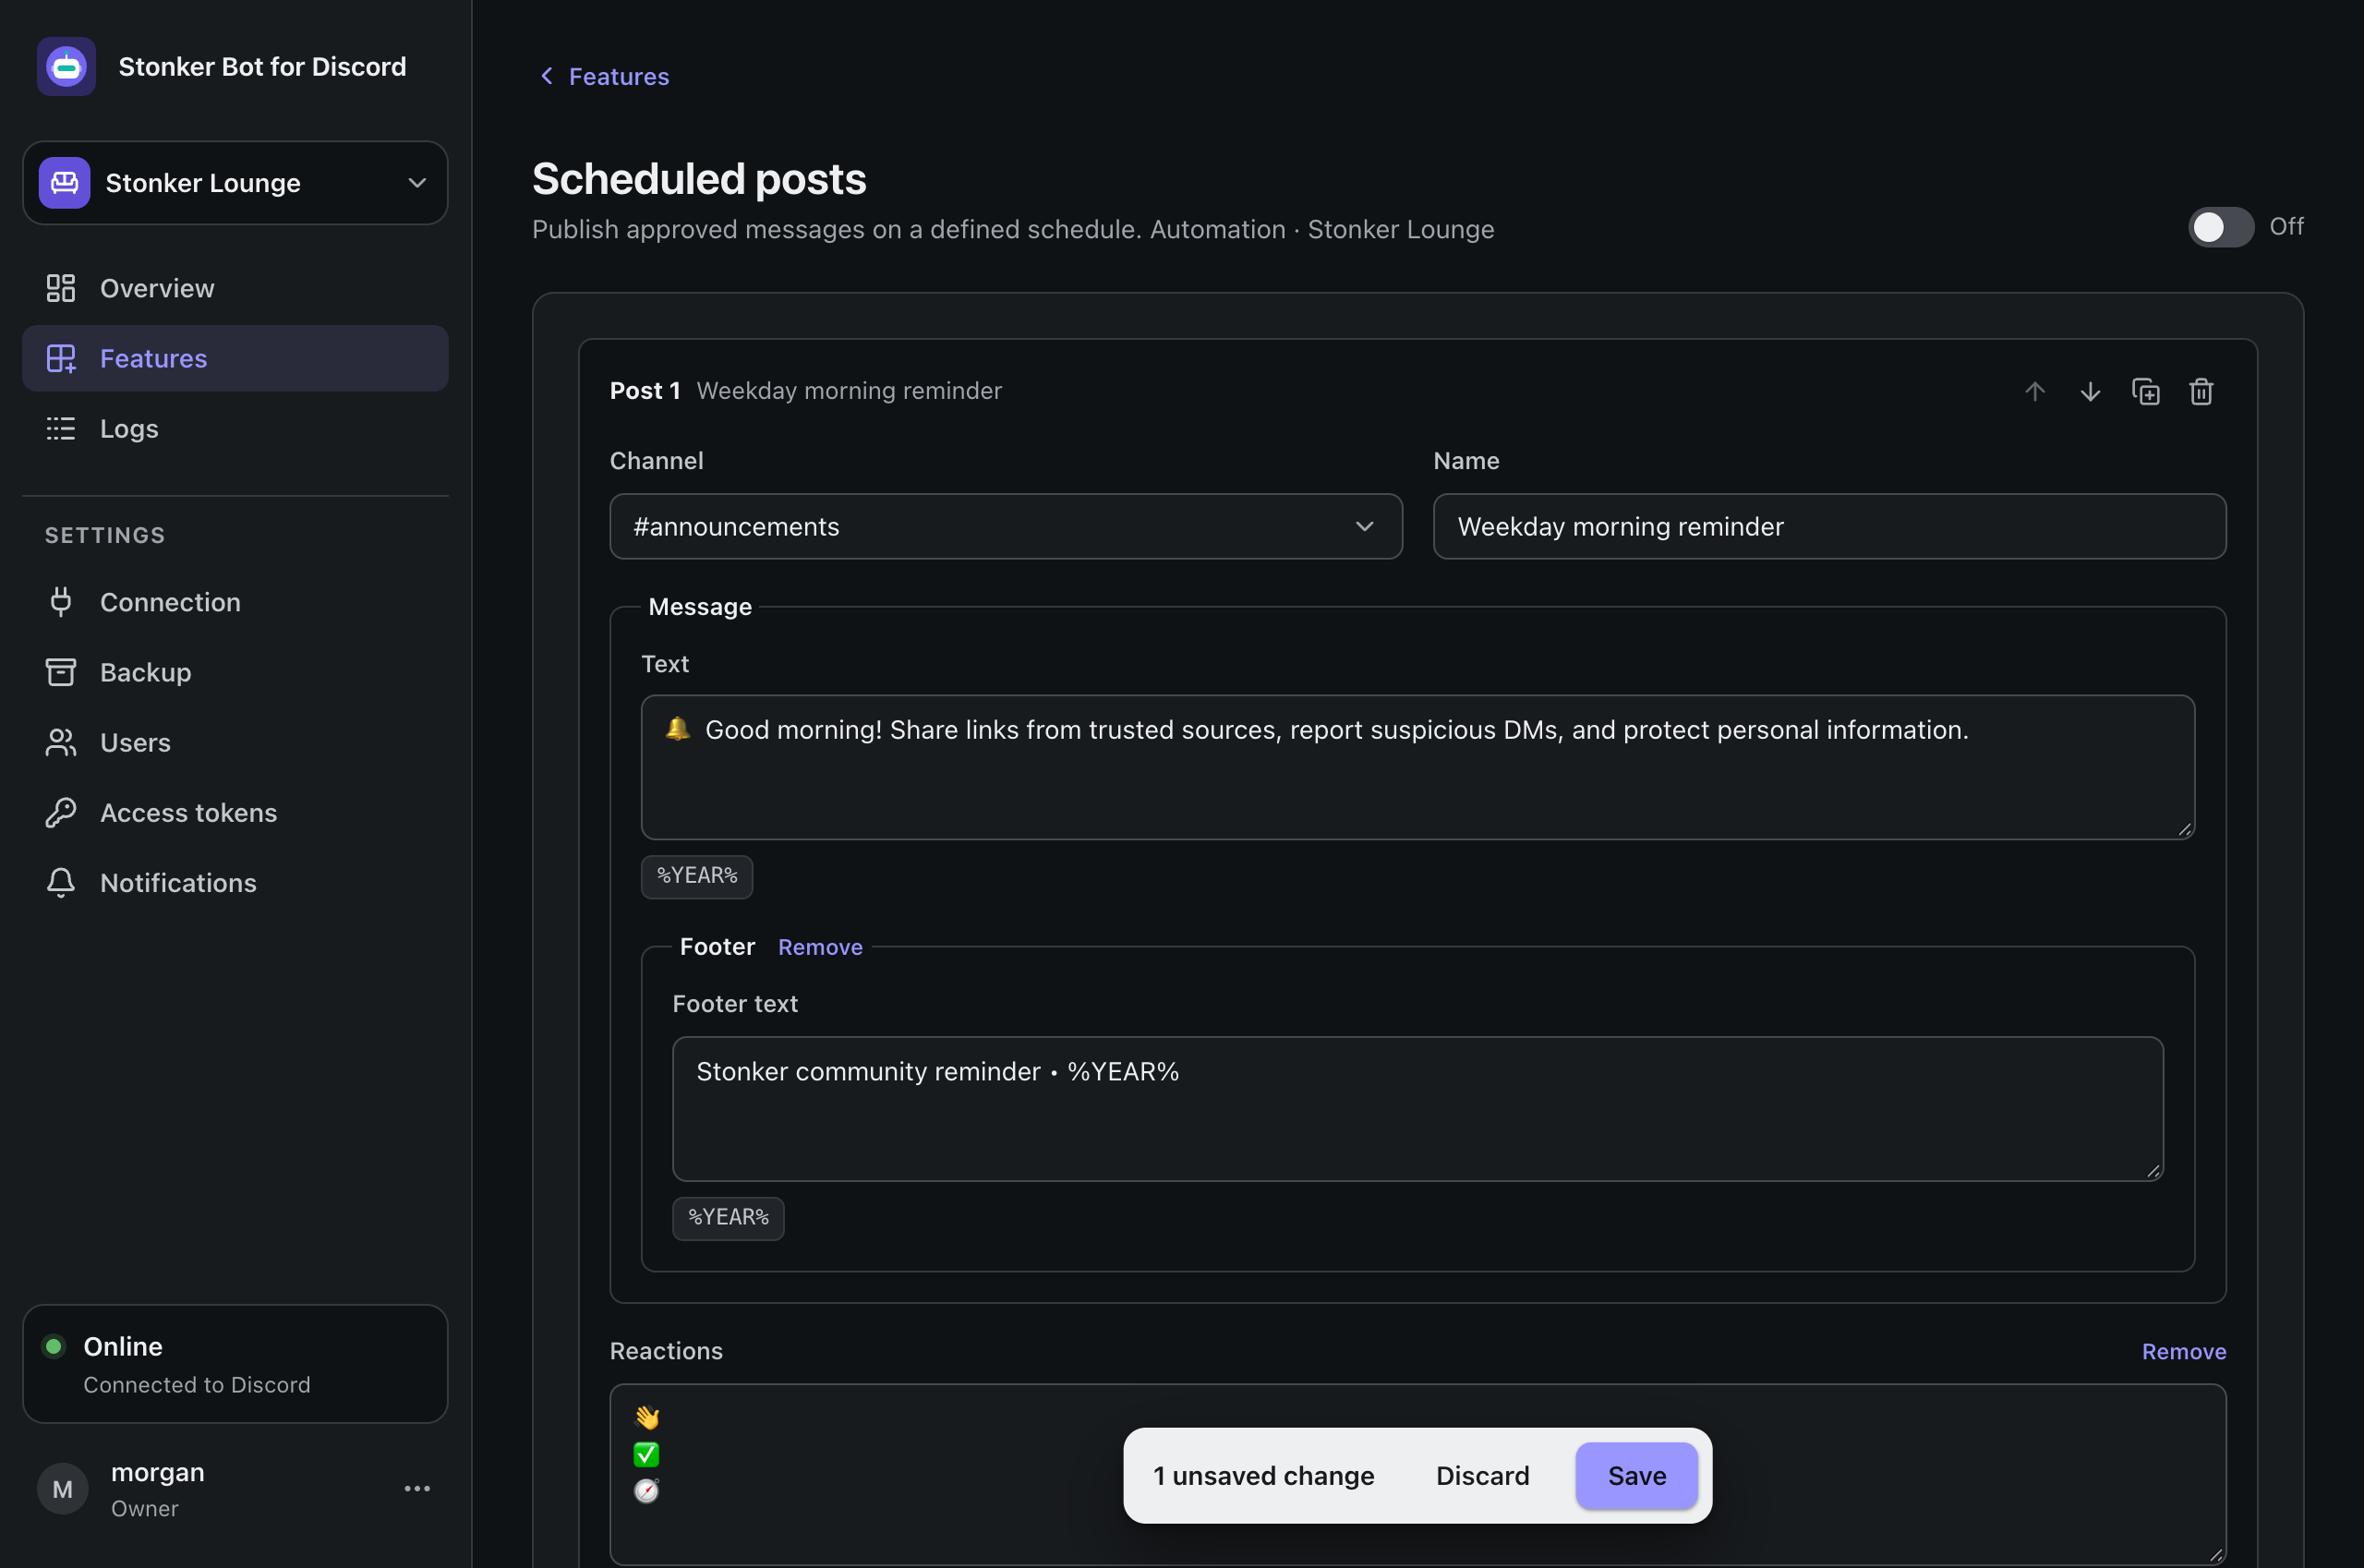 Stonker Bot for Discord
Stonker Lounge
Overview
Features
Logs
SETTINGS
Connection
Backup
Users
Access tokens
Notifications
Online
Connected to Discord
M
morgan
Owner
Features
Scheduled posts
Publish approved messages on a defined schedule. Automation · Stonker Lounge
Off
Post 1 Weekday morning reminder
Channel
#announcements
Name
Weekday morning reminder
Message
Text
🔔 Good morning! Share links from trusted sources, report suspicious DMs, and protect personal information.
%YEAR%
Footer Remove
Footer text
Stonker community reminder • %YEAR%
%YEAR%
Reactions
Remove
👋
✅
🧭
1 unsaved change
Discard
Save